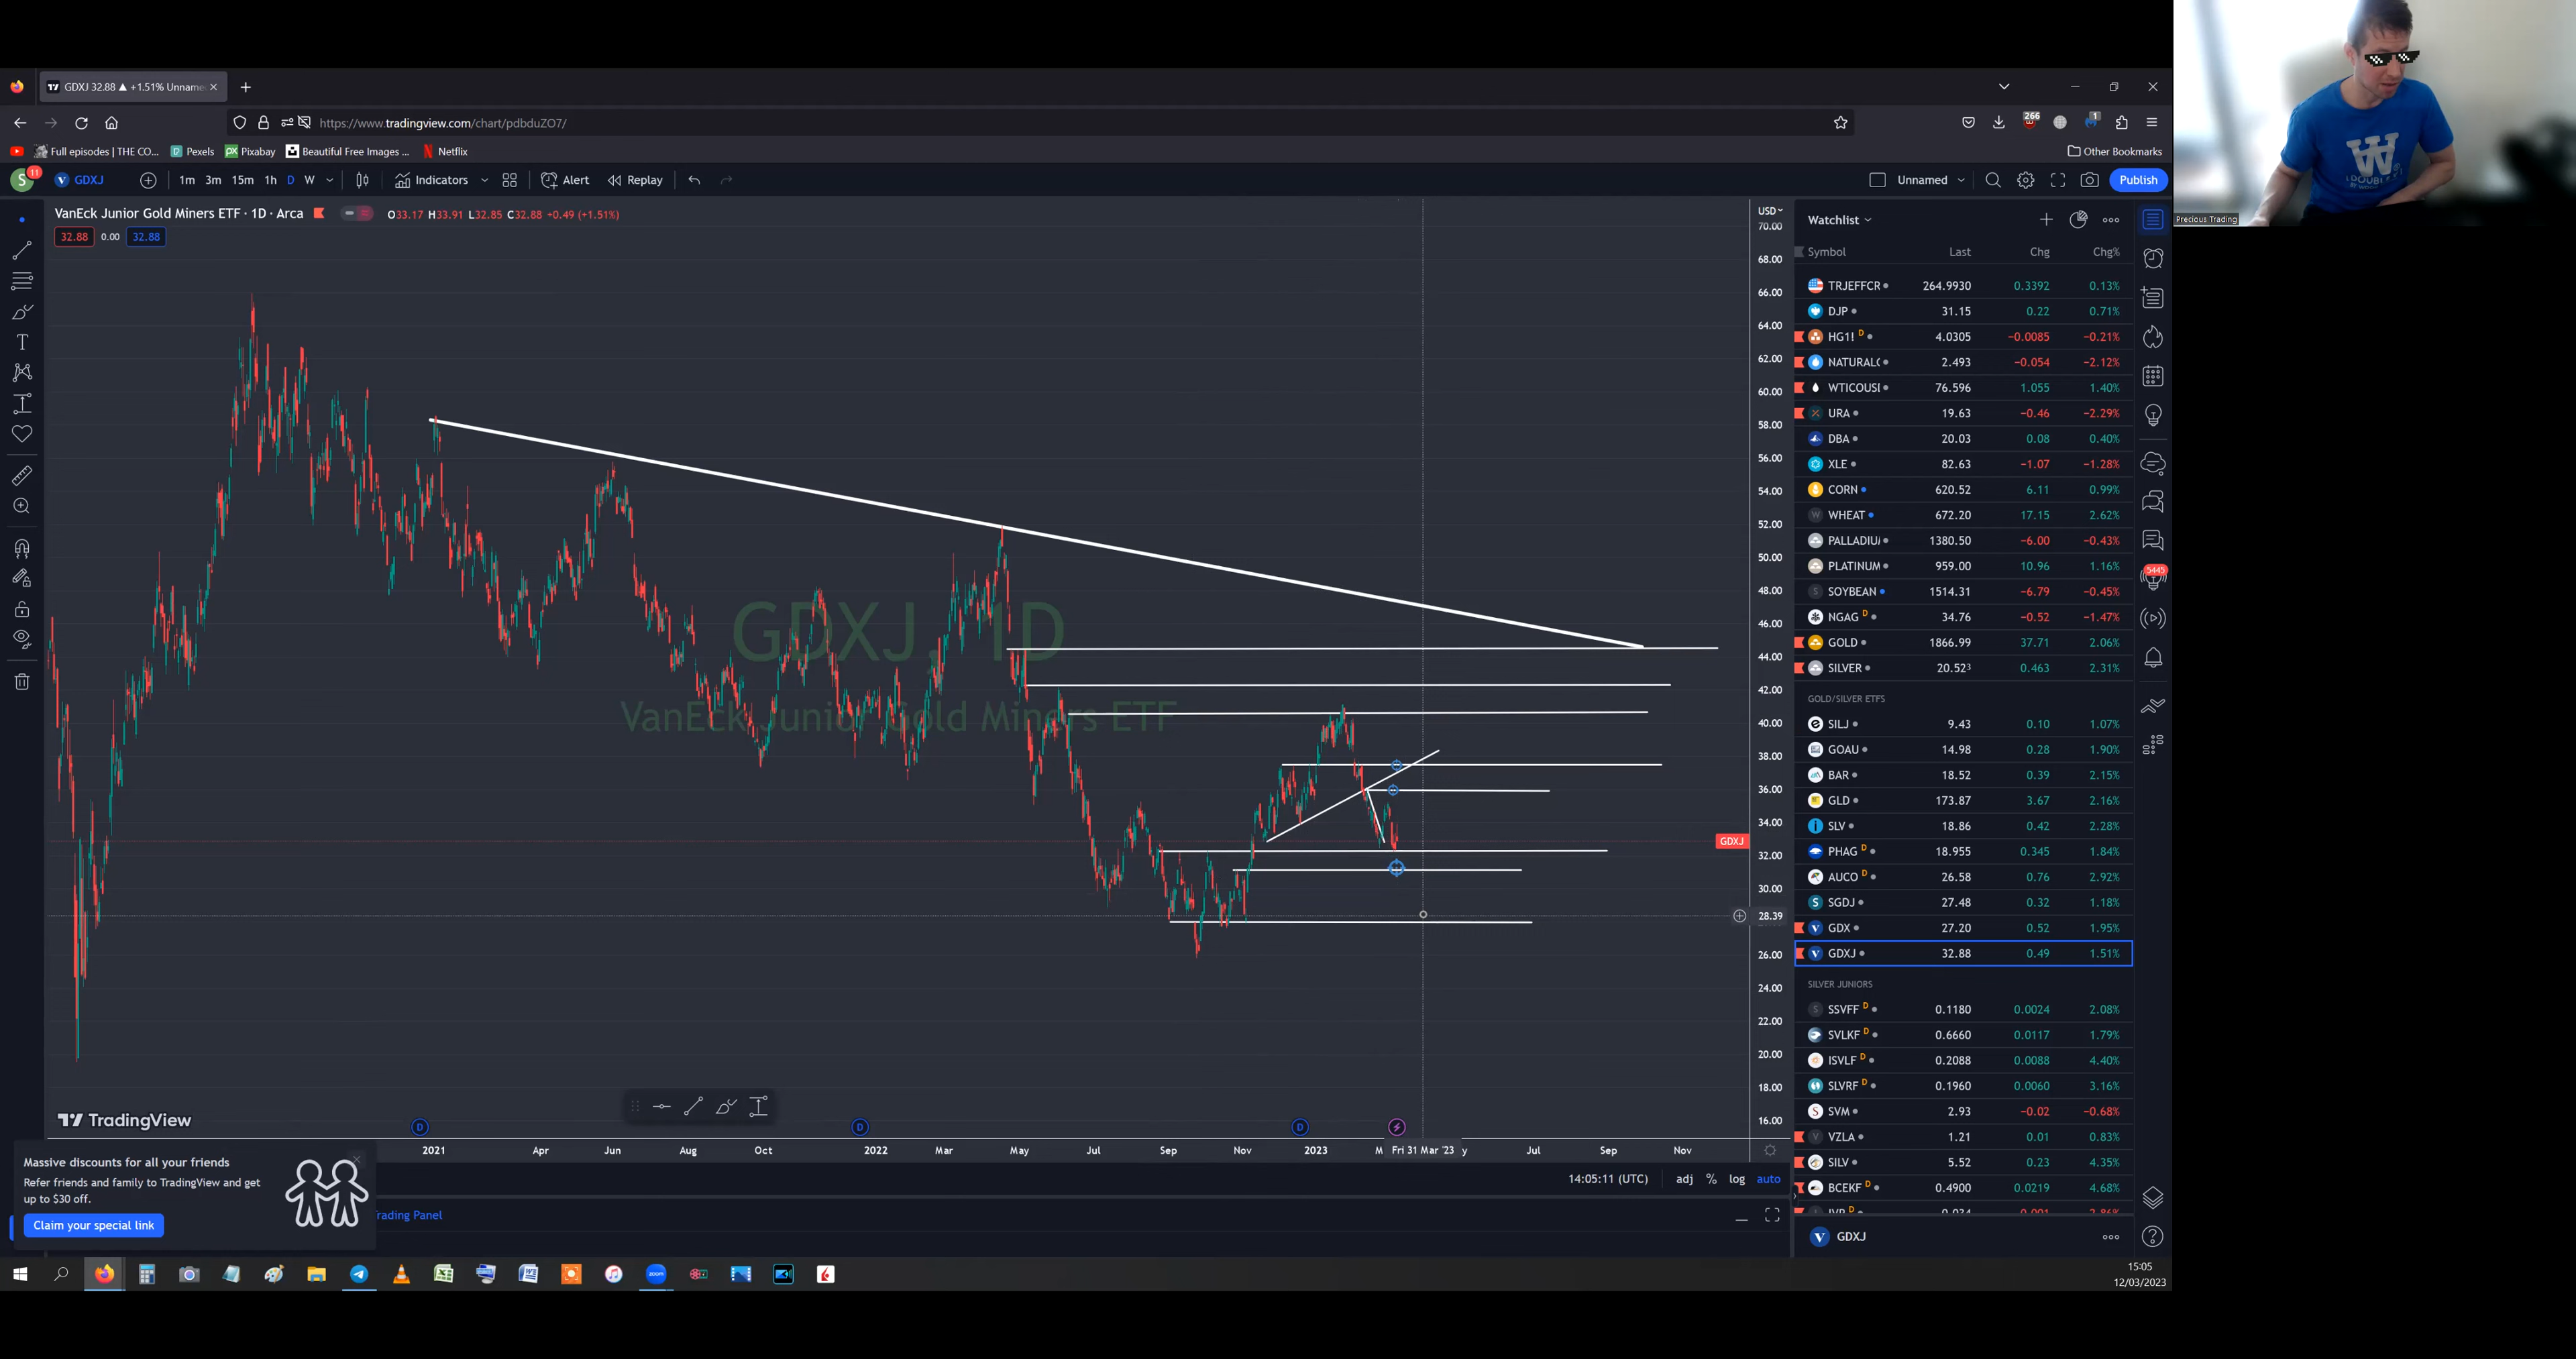 GDXJ 32.88 ▲ +1.51% Unname
https://www.tradingview.com/chart/pdbduZO7/
266
1
Full episodes | THE CO... Pexels Pixabay Beautiful Free Images ... Netflix
Other Bookmarks
S 11 GDXJ 1m 3m 15m 1h D W Indicators Alert Replay
Unnamed Publish
VanEck Junior Gold Miners ETF · 1D · Arca O33.17 H33.91 L32.85 C32.88 +0.49 (+1.51%)
32.88 0.00 32.88
USD
70.00
68.00
66.00
64.00
62.00
60.00
58.00
56.00
54.00
52.00
50.00
48.00
46.00
44.00
42.00
40.00
38.00
36.00
34.00
GDXJ
32.00
30.00
28.39
26.00
24.00
22.00
20.00
18.00
16.00
GDXJ, 1D
VanEck Junior Gold Miners ETF
TradingView
D D D
2021 Apr Jun Aug Oct 2022 Mar May Jul Sep Nov 2023 M Fri 31 Mar '23 y Jul Sep Nov
14:05:11 (UTC) adj % log auto
Massive discounts for all your friends
Refer friends and family to TradingView and get
up to $30 off.
Claim your special link
rading Panel
Watchlist
Symbol Last Chg Chg%
TRJEFFCR 264.9930 0.3392 0.13%
DJP 31.15 0.22 0.71%
HG1! D 4.0305 −0.0085 −0.21%
NATURAL 2.493 −0.054 −2.12%
WTICOUSI 76.596 1.055 1.40%
URA 19.63 −0.46 −2.29%
DBA 20.03 0.08 0.40%
XLE 82.63 −1.07 −1.28%
CORN 620.52 6.11 0.99%
WHEAT 672.20 17.15 2.62%
PALLADIU 1380.50 −6.00 −0.43%
PLATINUM 959.00 10.96 1.16%
SOYBEAN 1514.31 −6.79 −0.45%
NGAG D 34.76 −0.52 −1.47%
GOLD 1866.99 37.71 2.06%
SILVER 20.52³ 0.463 2.31%
GOLD/SILVER ETFS
SILJ 9.43 0.10 1.07%
GOAU 14.98 0.28 1.90%
BAR 18.52 0.39 2.15%
GLD 173.87 3.67 2.16%
SLV 18.86 0.42 2.28%
PHAG D 18.955 0.345 1.84%
AUCO D 26.58 0.76 2.92%
SGDJ 27.48 0.32 1.18%
GDX 27.20 0.52 1.95%
GDXJ 32.88 0.49 1.51%
SILVER JUNIORS
SSVFF D 0.1180 0.0024 2.08%
SVLKF D 0.6660 0.0117 1.79%
ISVLF D 0.2088 0.0088 4.40%
SLVRF D 0.1960 0.0060 3.16%
SVM 2.93 −0.02 −0.68%
VZLA 1.21 0.01 0.83%
SILV 5.52 0.23 4.35%
BCEKF D 0.4900 0.0219 4.68%
GDXJ
5445
zoom
15:05
12/03/2023
Precious Trading